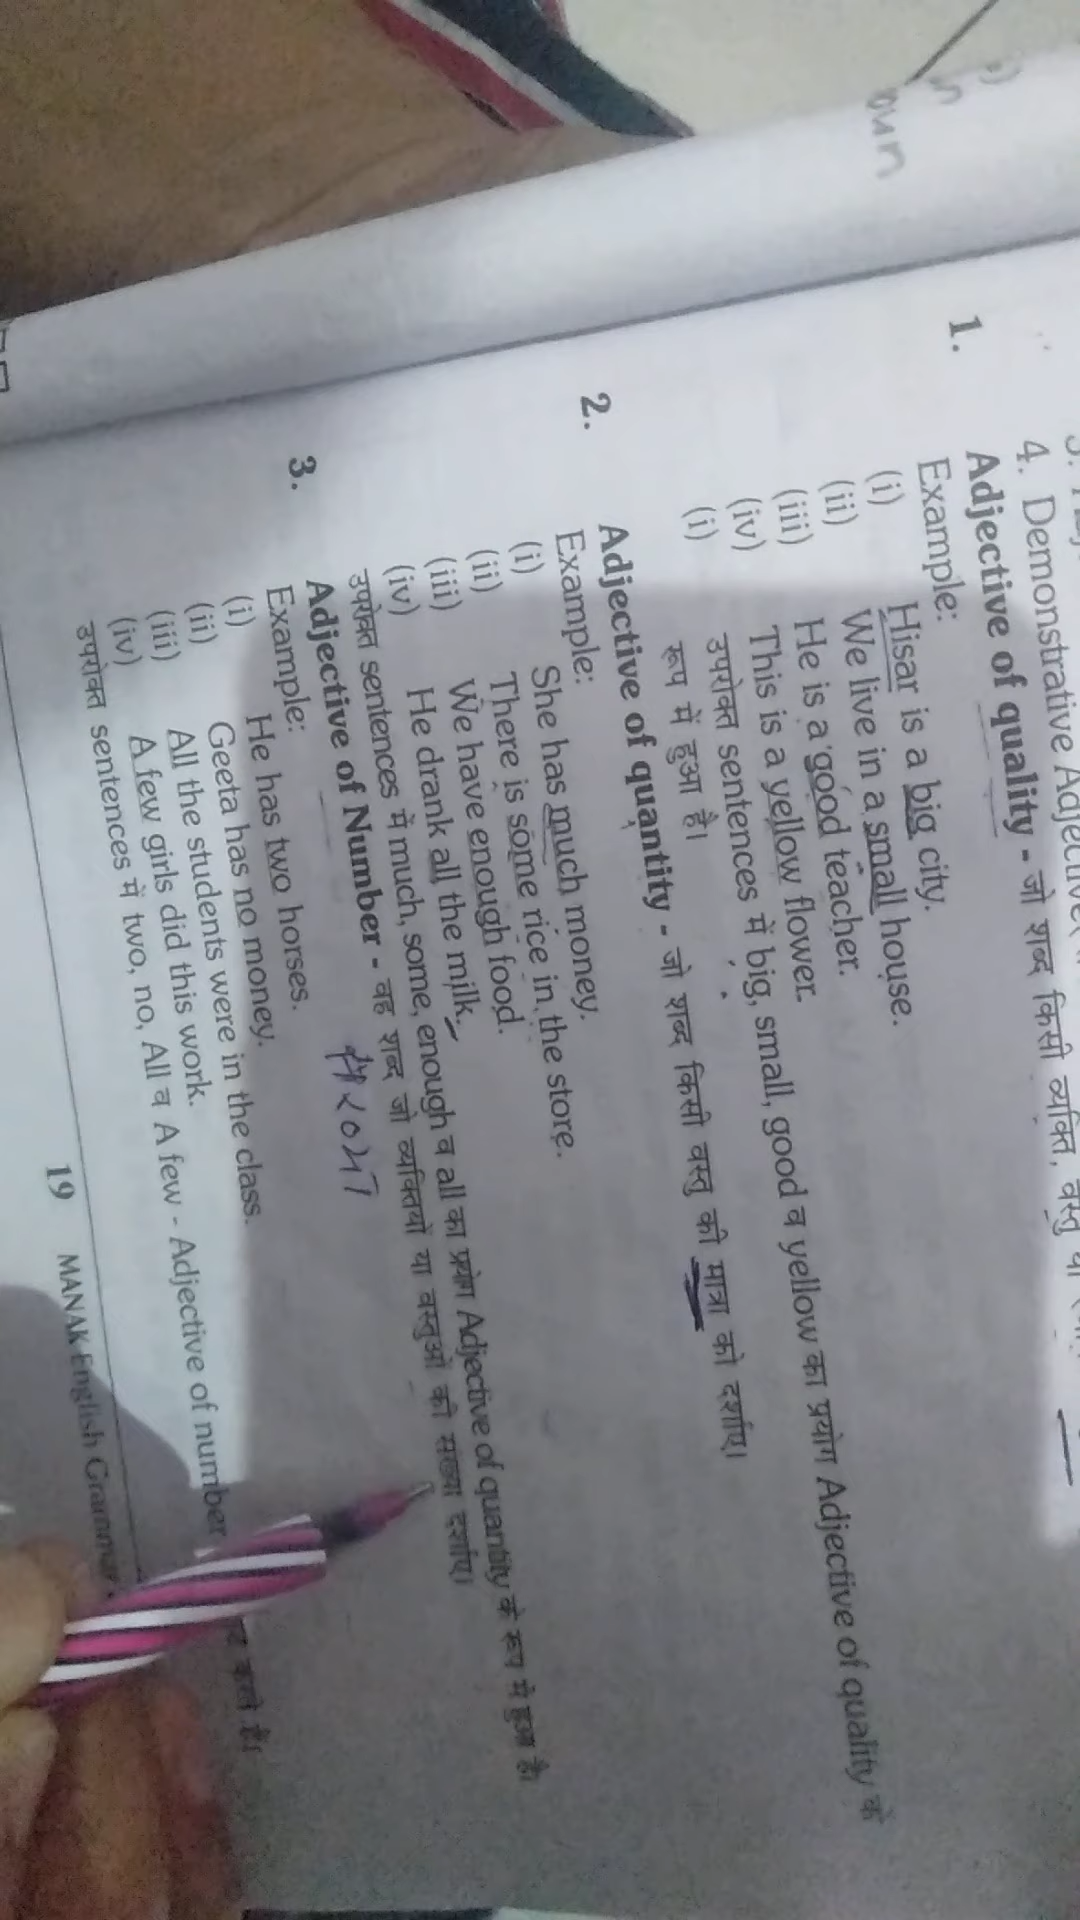 4. Demonstrative Adjective
1. Adjective of quality - जो शब्द किसी व्यक्ति, वस्तु या
Example:
(i) Hisar is a big city.
(ii) We live in a small house.
(iii) He is a good teacher.
(iv) This is a yellow flower.
(i) उपरोक्त sentences में big, small, good व yellow का प्रयोग Adjective of quality के
रूप में हुआ है।
2. Adjective of quantity - जो शब्द किसी वस्तु की मात्रा को दर्शाए।
Example:
(i) She has much money.
(ii) There is some rice in the store.
(iii) We have enough food.
(iv) He drank all the milk.
उपरोक्त sentences में much, some, enough व all का प्रयोग Adjective of quantity के रूप में हुआ है।
3. Adjective of Number - वह शब्द जो व्यक्तियों या वस्तुओं की संख्या दर्शाए।
Example:
(i) He has two horses.
(ii) Geeta has no money.
(iii) All the students were in the class.
(iv) A few girls did this work.
उपरोक्त sentences में two, no, All व A few - Adjective of number करते हैं।
19 MANAK English Grammar